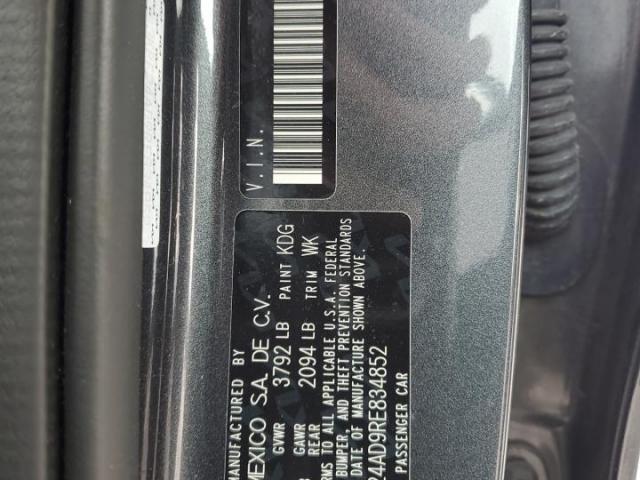 V.I.N.
MANUFACTURED BY
MEXICO S.A. DE C.V.
GVWR 3792 LB PAINT KDG
GAWR
REAR 2094 LB TRIM WK
TO ALL APPLICABLE U.S.A. FEDERAL
BUMPER, AND THEFT PREVENTION STANDARDS
DATE OF MANUFACTURE SHOWN ABOVE.
24AD9RE834852
PASSENGER CAR